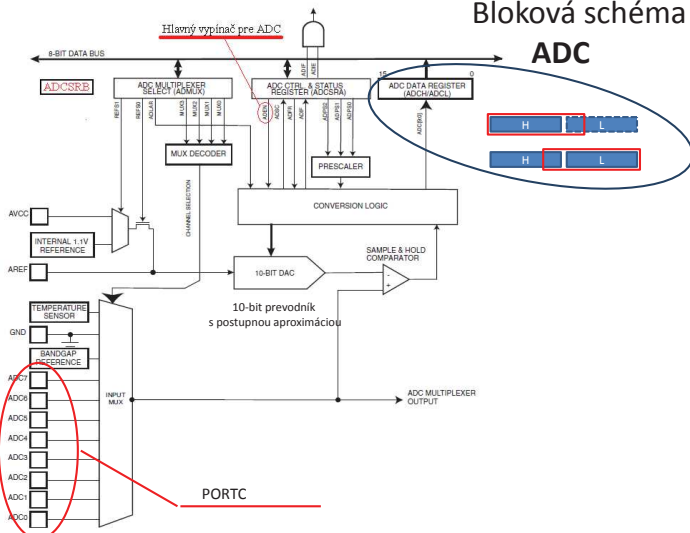 Bloková schéma
ADC
Hlavný vypínač pre ADC
8-BIT DATA BUS
ADIF
ADIE
15
0
ADCSRB
ADC MULTIPLEXER
SELECT (ADMUX)
ADC CTRL. & STATUS
REGISTER (ADCSRA)
ADC DATA REGISTER
(ADCH/ADCL)
REFS1
REFS0
ADLAR
MUX3
MUX2
MUX1
MUX0
ADEN
ADSC
ADFR
ADIF
ADPS2
ADPS1
ADPS0
ADC[9:0]
H
L
H
L
MUX DECODER
PRESCALER
CHANNEL SELECTION
CONVERSION LOGIC
AVCC
INTERNAL 1.1V
REFERENCE
AREF
SAMPLE & HOLD
COMPARATOR
10-BIT DAC
-
+
10-bit prevodník
s postupnou aproximáciou
TEMPERATURE
SENSOR
GND
BANDGAP
REFERENCE
ADC7
ADC6
ADC5
ADC4
ADC3
ADC2
ADC1
ADC0
INPUT
MUX
ADC MULTIPLEXER
OUTPUT
PORTC